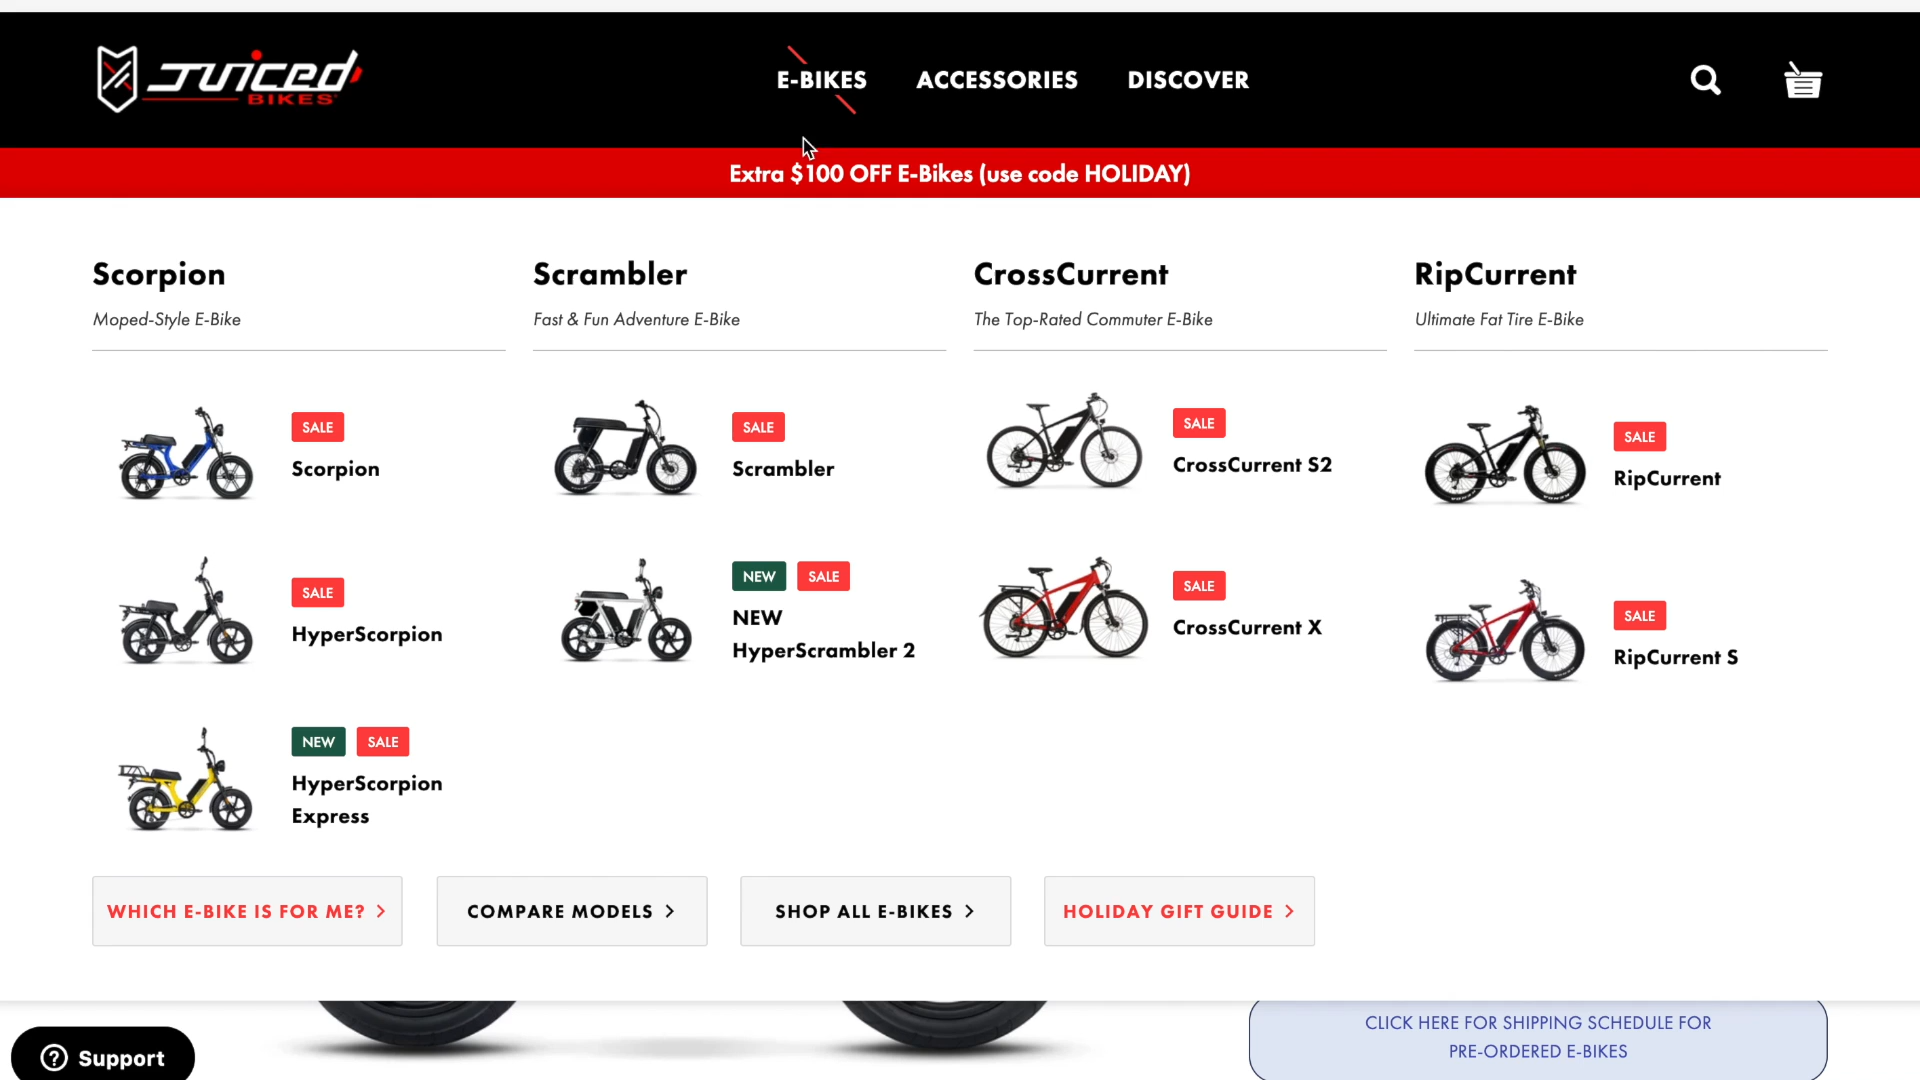 JUICED
BIKES
E-BIKES
ACCESSORIES
DISCOVER
Extra $100 OFF E-Bikes (use code HOLIDAY)
Scorpion
Moped-Style E-Bike
SALE
Scorpion
SALE
HyperScorpion
NEW
SALE
HyperScorpion
Express
Scrambler
Fast & Fun Adventure E-Bike
SALE
Scrambler
NEW
SALE
NEW
HyperScrambler 2
CrossCurrent
The Top-Rated Commuter E-Bike
SALE
CrossCurrent S2
SALE
CrossCurrent X
RipCurrent
Ultimate Fat Tire E-Bike
SALE
RipCurrent
SALE
RipCurrent S
WHICH E-BIKE IS FOR ME? >
COMPARE MODELS >
SHOP ALL E-BIKES >
HOLIDAY GIFT GUIDE >
CLICK HERE FOR SHIPPING SCHEDULE FOR
PRE-ORDERED E-BIKES
? Support